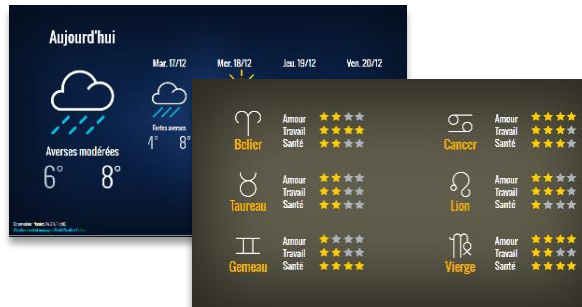 Aujourd'hui
Mar. 17/12 Mer. 18/12 Jeu. 19/12 Ven. 20/12
Fortes averses
Averses modérées
6° 8°
8°
Belier
Amour
Travail
Santé
Cancer
Amour
Travail
Santé
Taureau
Amour
Travail
Santé
Lion
Amour
Travail
Santé
Gemeau
Amour
Travail
Santé
Vierge
Amour
Travail
Santé